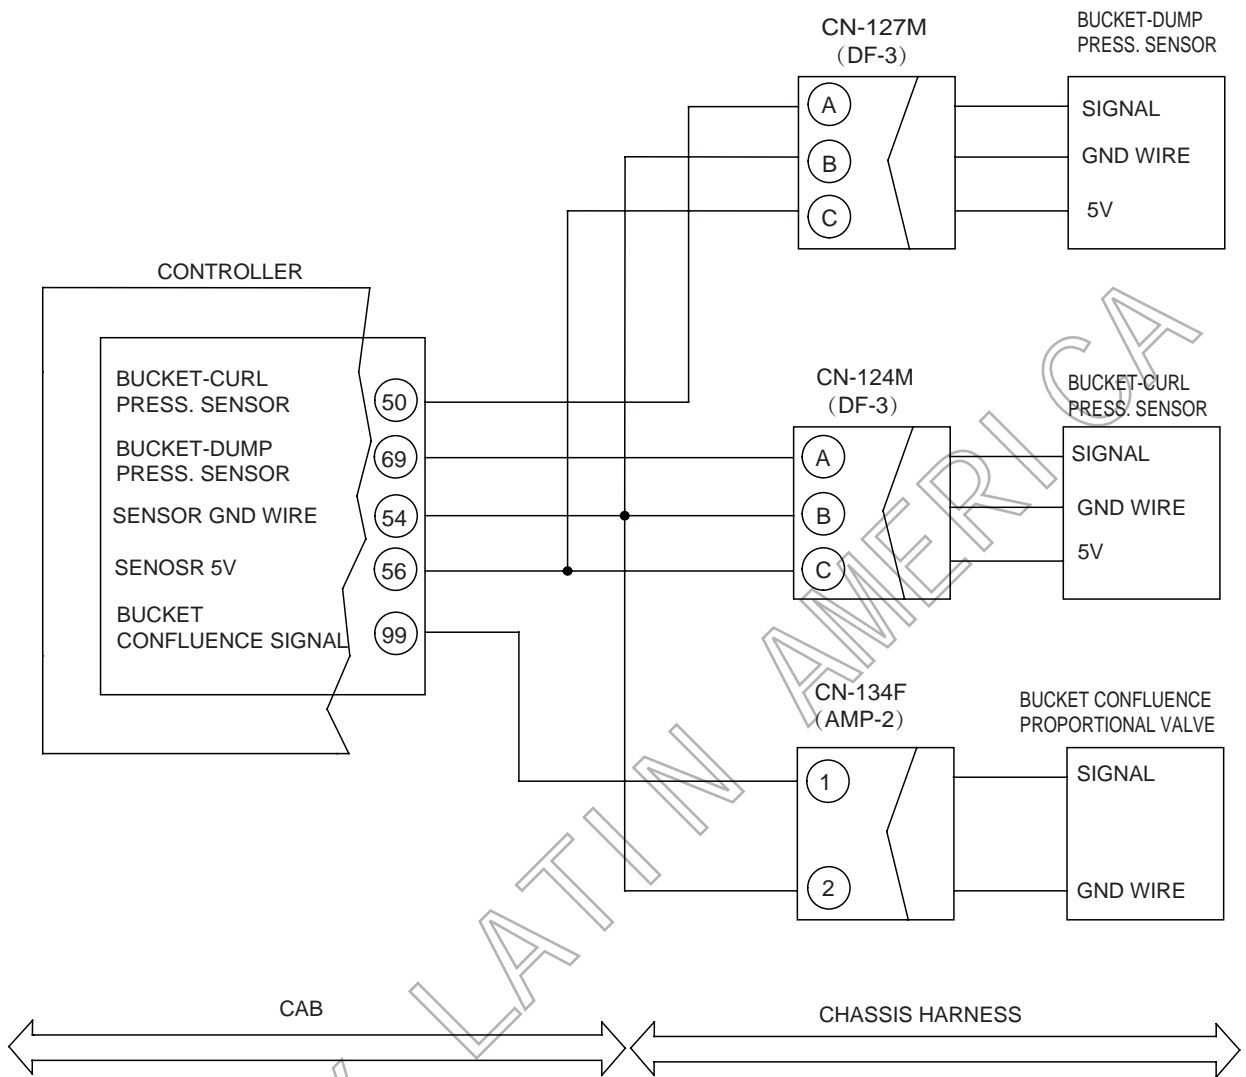 CN-127M
(DF-3)
BUCKET-DUMP
PRESS. SENSOR
A
B
C
SIGNAL
GND WIRE
5V
CONTROLLER
BUCKET-CURL
PRESS. SENSOR
50
BUCKET-DUMP
PRESS. SENSOR
69
SENSOR GND WIRE
54
SENOSR 5V
56
BUCKET
CONFLUENCE SIGNAL
99
CN-124M
(DF-3)
BUCKET-CURL
PRESS. SENSOR
A
B
C
SIGNAL
GND WIRE
5V
CN-134F
(AMP-2)
BUCKET CONFLUENCE
PROPORTIONAL VALVE
1
2
SIGNAL
GND WIRE
CAB
CHASSIS HARNESS
LATIN AMERICA